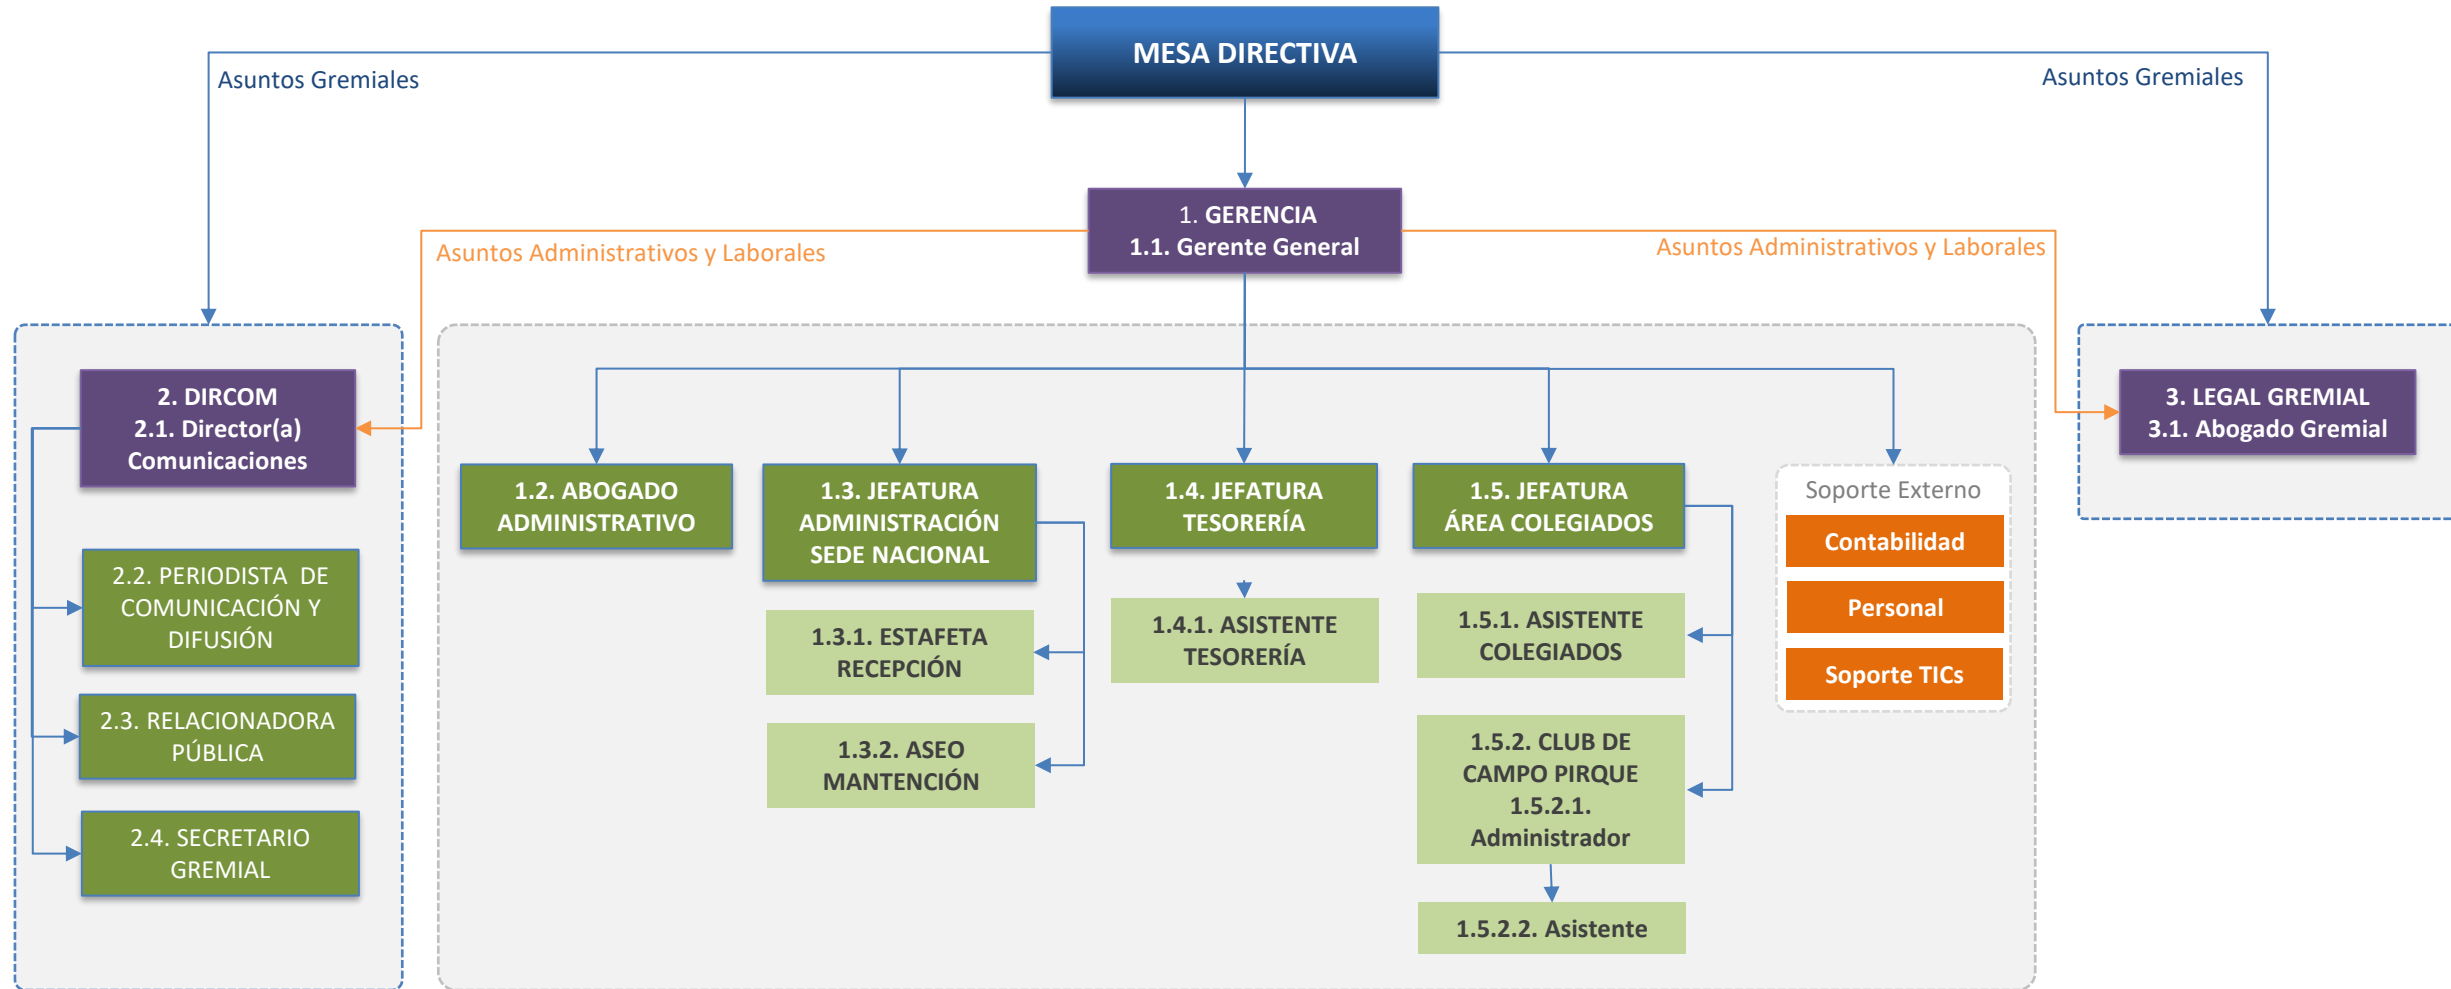 MESA DIRECTIVA
Asuntos Gremiales
Asuntos Gremiales
1. GERENCIA
1.1. Gerente General
Asuntos Administrativos y Laborales
Asuntos Administrativos y Laborales
2. DIRCOM
2.1. Director(a)
Comunicaciones
2.2. PERIODISTA DE
COMUNICACIÓN Y
DIFUSIÓN
2.3. RELACIONADORA
PÚBLICA
2.4. SECRETARIO
GREMIAL
1.2. ABOGADO
ADMINISTRATIVO
1.3. JEFATURA
ADMINISTRACIÓN
SEDE NACIONAL
1.3.1. ESTAFETA
RECEPCIÓN
1.3.2. ASEO
MANTENCIÓN
1.4. JEFATURA
TESORERÍA
1.4.1. ASISTENTE
TESORERÍA
1.5. JEFATURA
ÁREA COLEGIADOS
1.5.1. ASISTENTE
COLEGIADOS
1.5.2. CLUB DE
CAMPO PIRQUE
1.5.2.1.
Administrador
1.5.2.2. Asistente
Soporte Externo
Contabilidad
Personal
Soporte TICs
3. LEGAL GREMIAL
3.1. Abogado Gremial